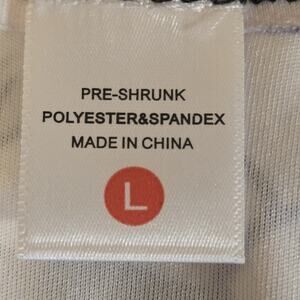 PRE-SHRUNK
POLYESTER&SPANDEX
MADE IN CHINA
L